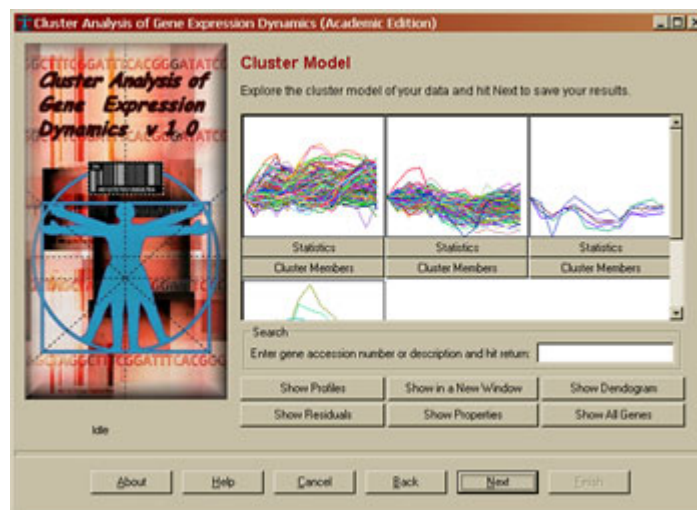 Cluster Analysis of Gene Expression Dynamics (Academic Edition)
Cluster Analysis of
Gene Expression
Dynamics v 1.0
Cluster Model
Explore the cluster model of your data and hit Next to save your results.
Statistics
Statistics
Statistics
Cluster Members
Cluster Members
Cluster Members
Search
Enter gene accession number or description and hit return:
Show Profiles
Show in a New Window
Show Dendogram
Show Residuals
Show Properties
Show All Genes
Idle
About
Help
Cancel
Back
Next
Finish